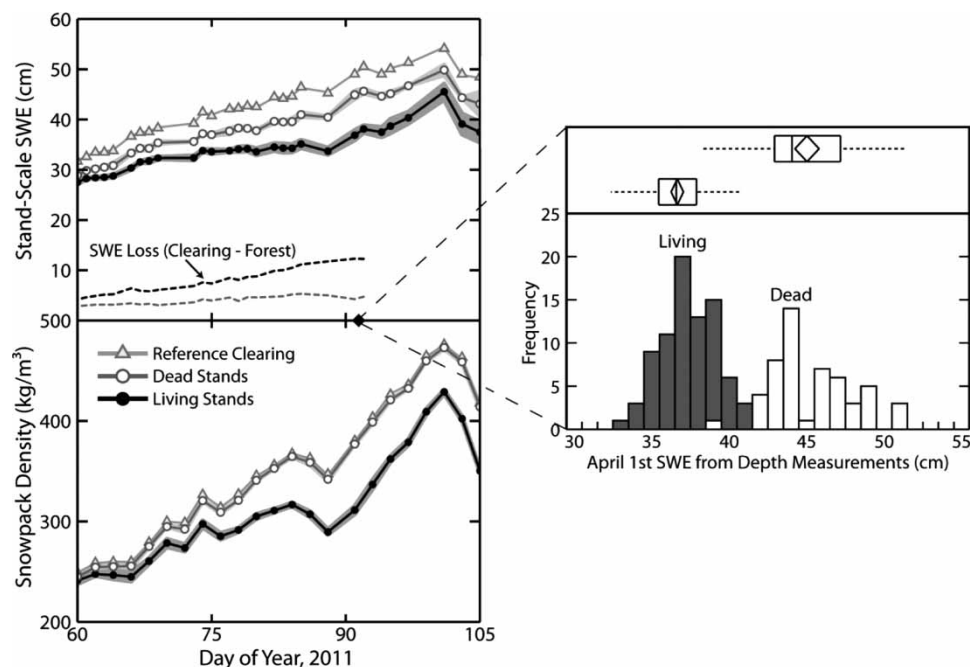 60
50
40
30
20
10
500
Stand-Scale SWE (cm)
SWE Loss (Clearing - Forest)
Reference Clearing
Dead Stands
Living Stands
400
300
200
Snowpack Density (kg/m³)
60
75
90
105
Day of Year, 2011
25
20
15
10
5
0
Frequency
Living
Dead
30
35
40
45
50
55
April 1st SWE from Depth Measurements (cm)